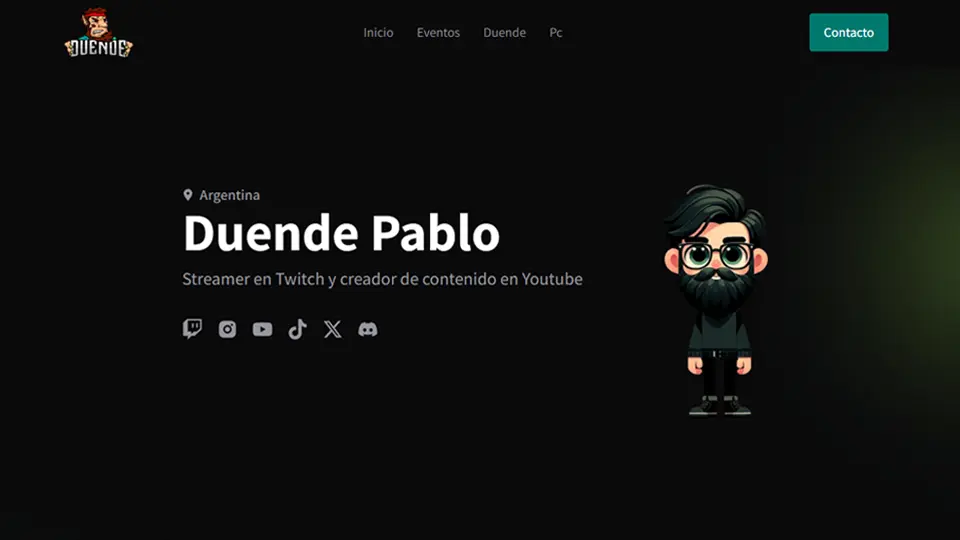 DUENDE
Inicio Eventos Duende Pc
Contacto
Argentina
Duende Pablo
Streamer en Twitch y creador de contenido en Youtube